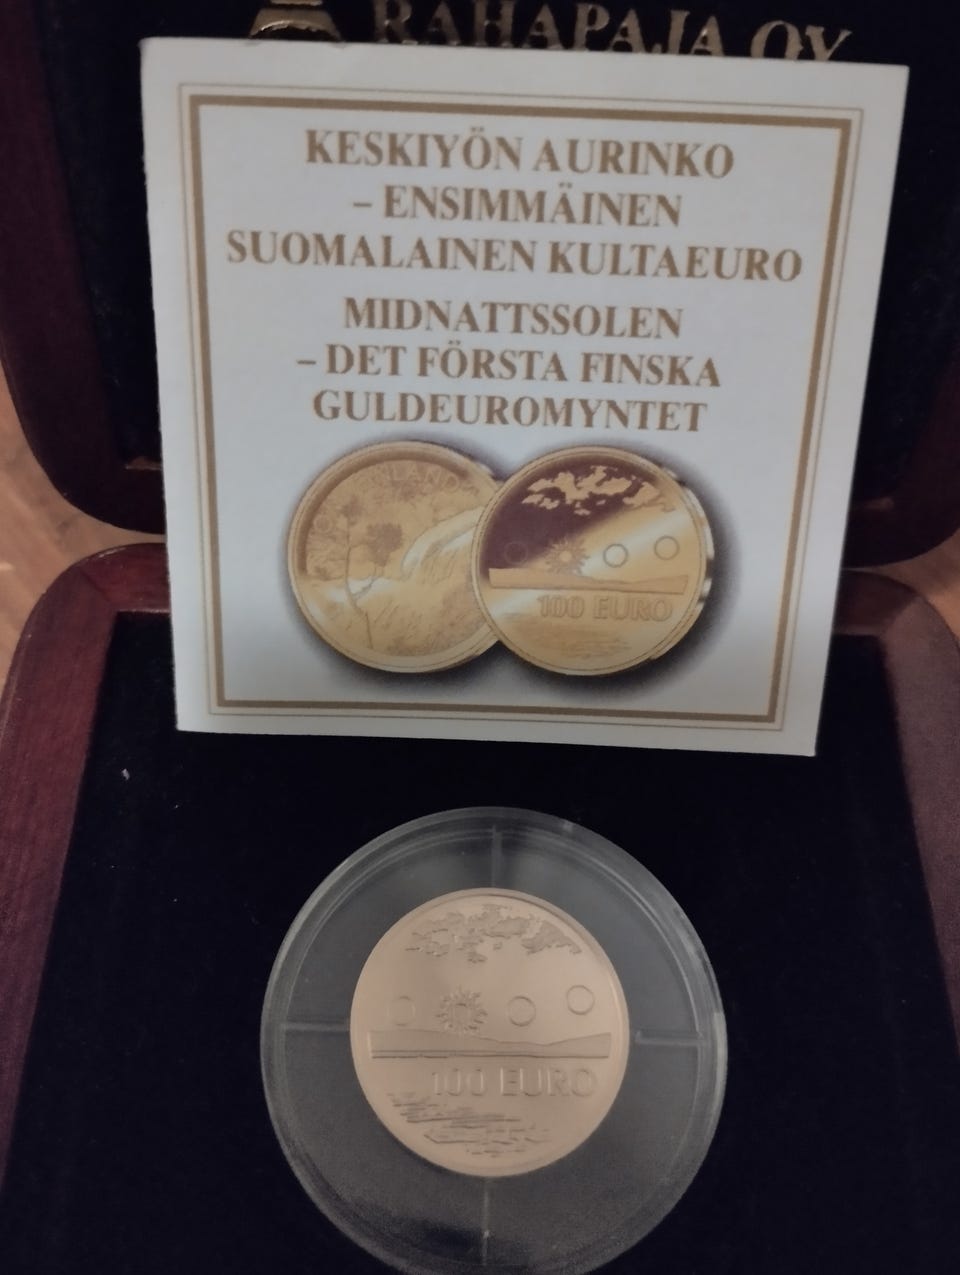 RAHAPAJA OY
KESKIYÖN AURINKO
– ENSIMMÄINEN
SUOMALAINEN KULTAEURO
MIDNATTSSOLEN
– DET FÖRSTA FINSKA
GULDEUROMYNTET
100 EURO
100 EURO